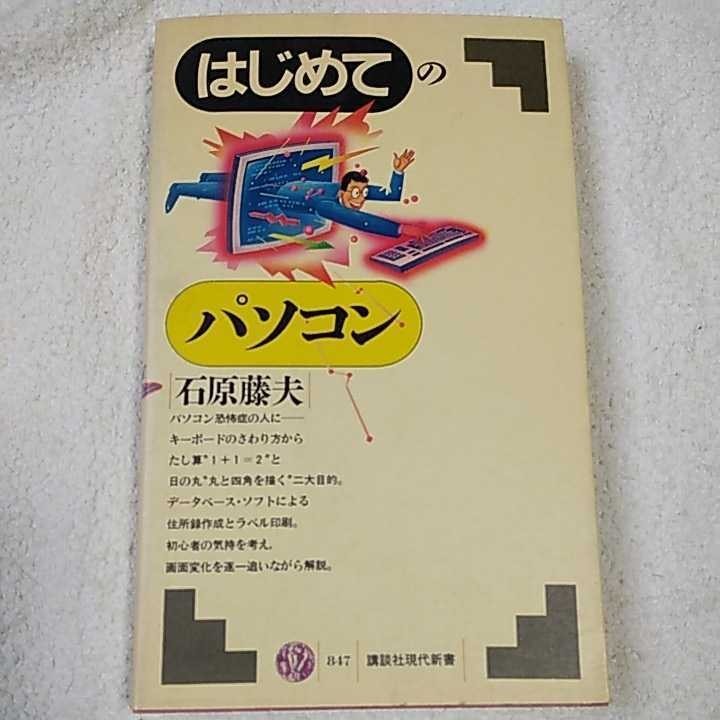 はじめての
パソコン
石原藤夫
パソコン恐怖症の人に——
キーボードのさわり方から
たし算"1+1=2"と
日の丸"丸と四角を描く"二大目的。
データベース・ソフトによる
住所録作成とラベル印刷。
初心者の気持を考え、
画面変化を逐一追いながら解説。
847 講談社現代新書